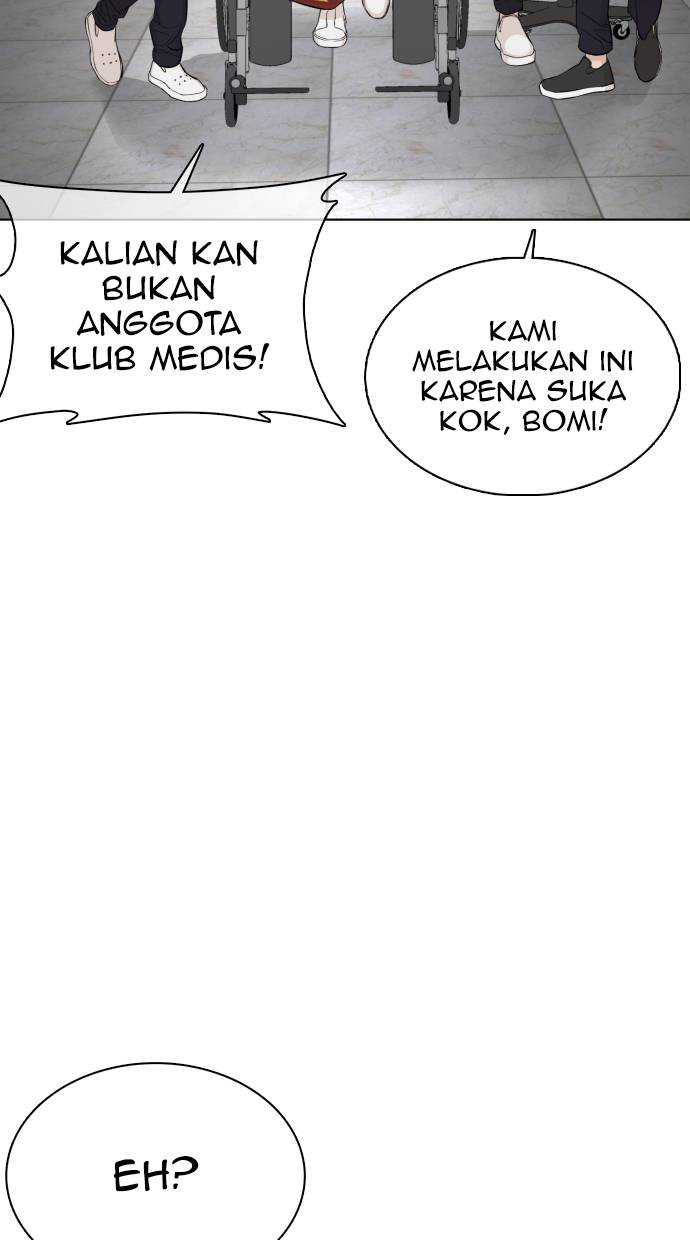 KALIAN KAN
BUKAN
ANGGOTA
KLUB MEDIS!
KAMI
MELAKUKAN INI
KARENA SUKA
KOK, BOMI!
EH?